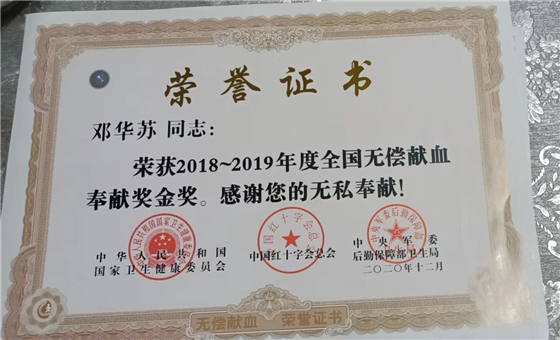 荣誉证书
邓华苏 同志：
荣获2018~2019年度全国无偿献血
奉献奖金奖。感谢您的无私奉献！
中华人民共和国
国家卫生健康委员会
中国红十字会总会
中央军委
后勤保障部卫生局
二〇二〇年十二月
无偿献血 荣誉证书